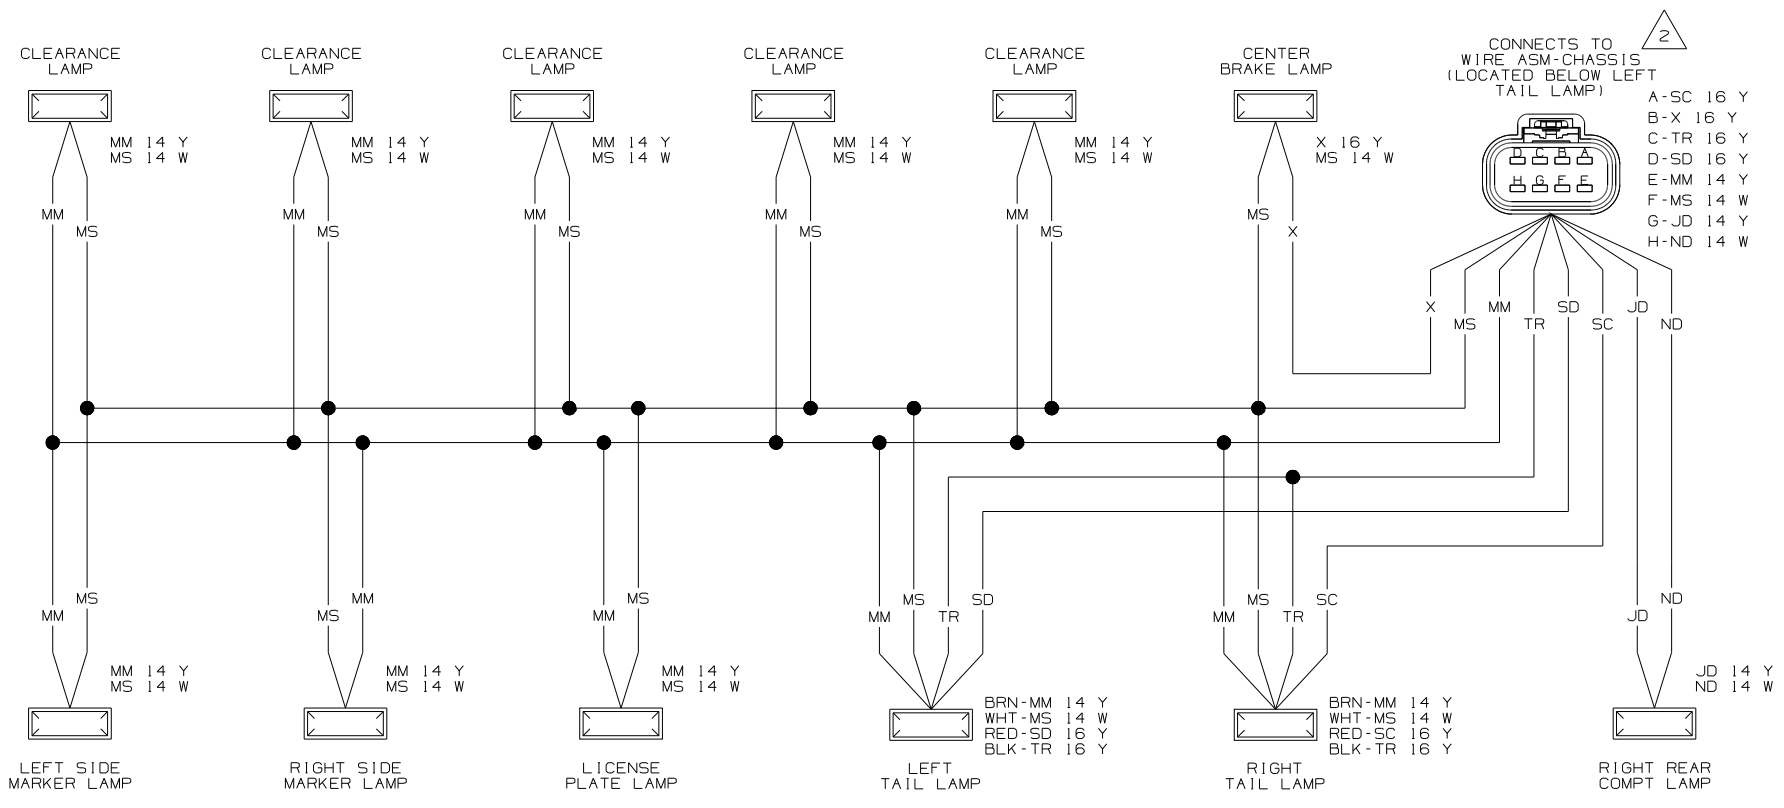 CLEARANCE
LAMP
CLEARANCE
LAMP
CLEARANCE
LAMP
CLEARANCE
LAMP
CLEARANCE
LAMP
CENTER
BRAKE LAMP
CONNECTS TO
WIRE ASM-CHASSIS
(LOCATED BELOW LEFT
TAIL LAMP)
2
A-SC 16 Y
B-X 16 Y
C-TR 16 Y
D-SD 16 Y
E-MM 14 Y
F-MS 14 W
G-JD 14 Y
H-ND 14 W
D C B A
H G F E
MM 14 Y
MS 14 W
MM 14 Y
MS 14 W
MM 14 Y
MS 14 W
MM 14 Y
MS 14 W
MM 14 Y
MS 14 W
X 16 Y
MS 14 W
MM
MS
MM
MS
MM
MS
MM
MS
MM
MS
MS
X
X
MS
MM
TR
SD
SC
JD
ND
MM
MS
MS
MM
MM
MS
MM
MS
TR
SD
MM
MS
TR
SC
JD
ND
MM 14 Y
MS 14 W
MM 14 Y
MS 14 W
MM 14 Y
MS 14 W
BRN-MM 14 Y
WHT-MS 14 W
RED-SD 16 Y
BLK-TR 16 Y
BRN-MM 14 Y
WHT-MS 14 W
RED-SC 16 Y
BLK-TR 16 Y
JD 14 Y
ND 14 W
LEFT SIDE
MARKER LAMP
RIGHT SIDE
MARKER LAMP
LICENSE
PLATE LAMP
LEFT
TAIL LAMP
RIGHT
TAIL LAMP
RIGHT REAR
COMPT LAMP